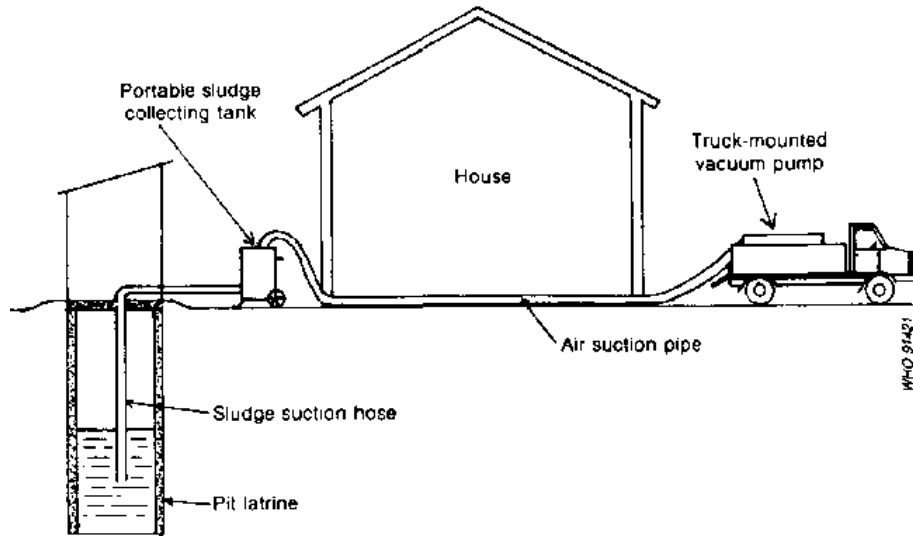 Portable sludge
collecting tank
Truck-mounted
vacuum pump
House
Air suction pipe
WHO 91421
Sludge suction hose
Pit latrine